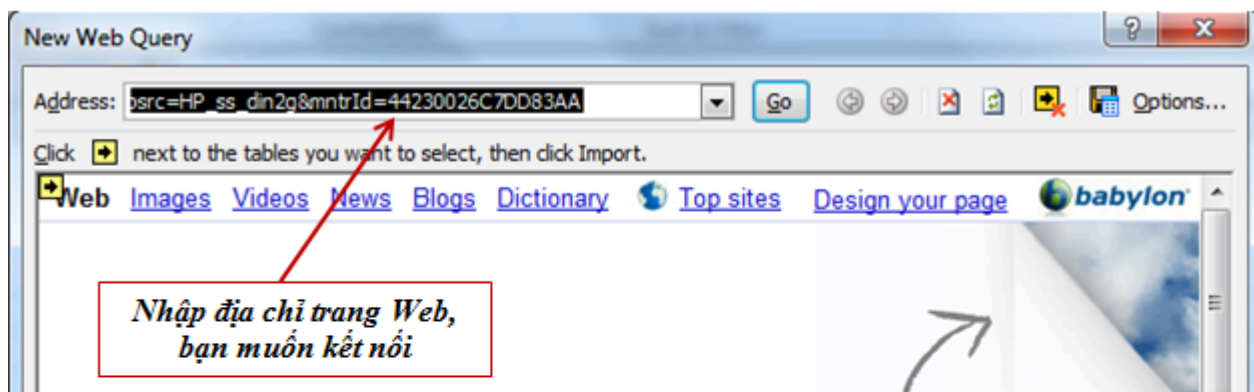 New Web Query
Address: osrc=HP_ss_din2g&mntrId=44230026C7DD83AA Go Options...
Click next to the tables you want to select, then click Import.
Web Images Videos News Blogs Dictionary Top sites Design your page babylon
Nhập địa chỉ trang Web,
bạn muốn kết nối